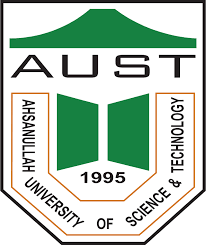 AUST
1995
AHSANULLAH UNIVERSITY OF SCIENCE & TECHNOLOGY